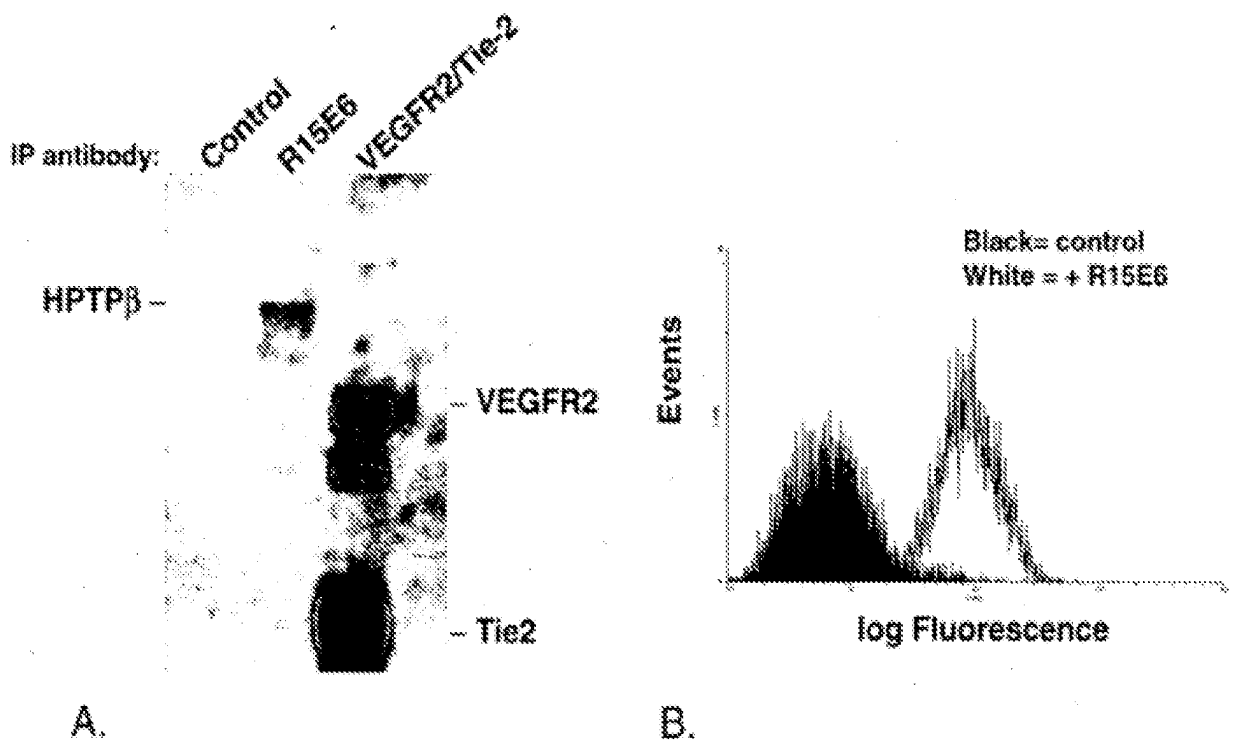 IP antibody:
Control
R15E6
VEGFR2/Tie-2
HPTPβ –
– VEGFR2
– Tie2
A.
Black= control
White = + R15E6
Events
log Fluorescence
B.